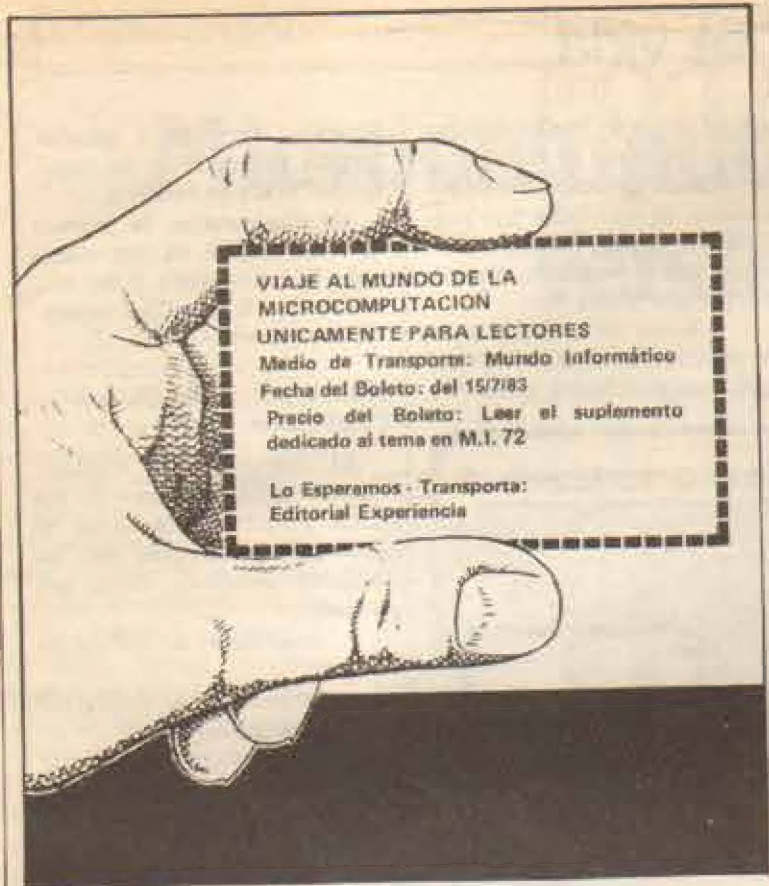 VIAJE AL MUNDO DE LA
MICROCOMPUTACION
UNICAMENTE PARA LECTORES
Medio de Transporte: Mundo Informático
Fecha del Boleto: del 15/7/83
Precio del Boleto: Leer el suplemento
dedicado al tema en M.I. 72
Lo Esperamos - Transporta:
Editorial Experiencia